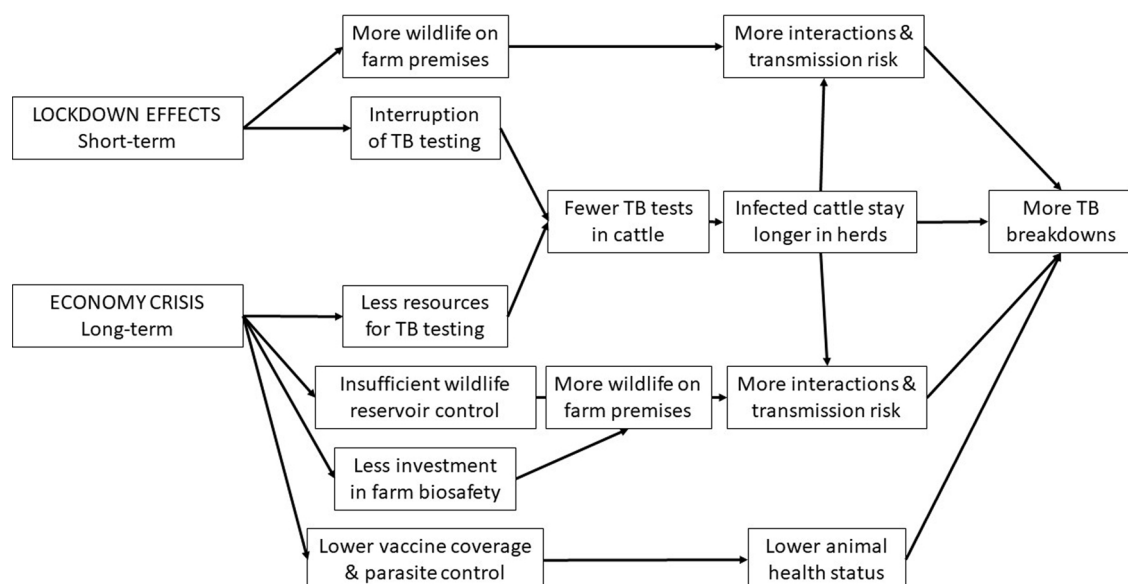 More wildlife on
farm premises
More interactions &
transmission risk
LOCKDOWN EFFECTS
Short-term
Interruption
of TB testing
Fewer TB tests
in cattle
Infected cattle stay
longer in herds
More TB
breakdowns
ECONOMY CRISIS
Long-term
Less resources
for TB testing
Insufficient wildlife
reservoir control
More wildlife on
farm premises
More interactions &
transmission risk
Less investment
in farm biosafety
Lower vaccine coverage
& parasite control
Lower animal
health status